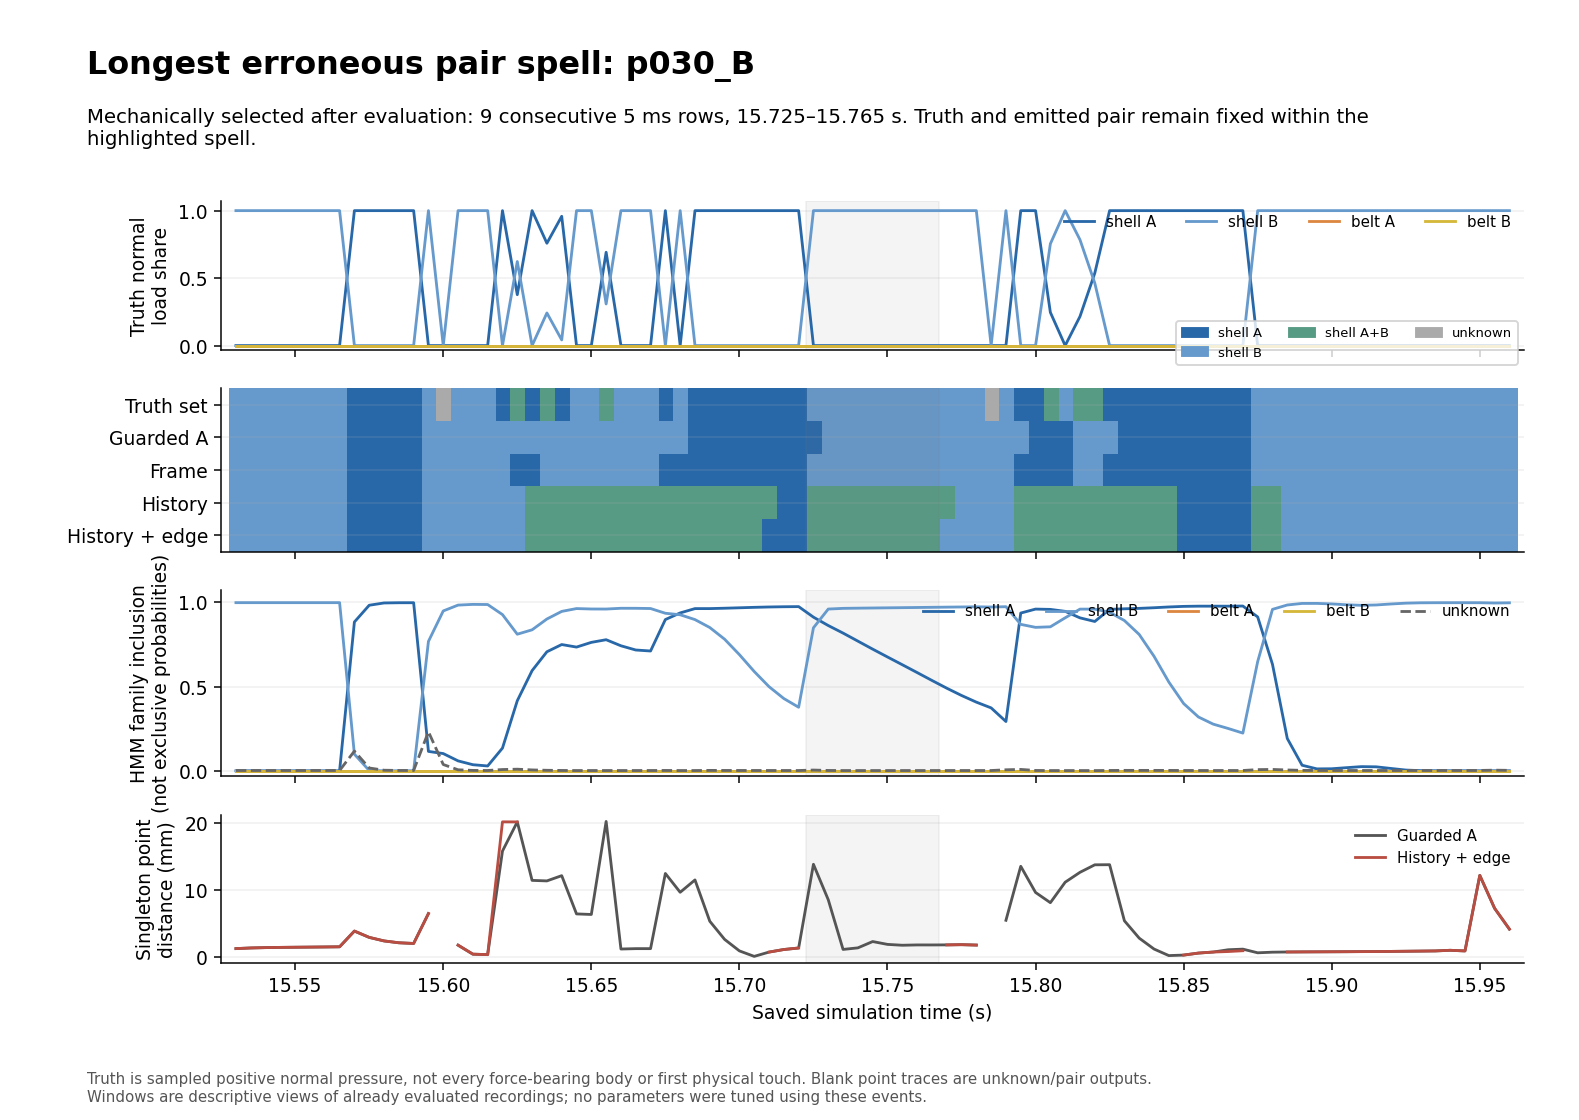 Longest erroneous pair spell: p030_B
Mechanically selected after evaluation: 9 consecutive 5 ms rows, 15.725–15.765 s. Truth and emitted pair remain fixed within the
highlighted spell.
Truth normal
load share
1.0
0.5
0.0
shell A
shell B
belt A
belt B
shell A
shell A+B
unknown
shell B
Truth set
Guarded A
Frame
History
History + edge
HMM family inclusion
(not exclusive probabilities)
1.0
0.5
0.0
shell A
shell B
belt A
belt B
unknown
Singleton point
distance (mm)
20
10
0
Guarded A
History + edge
15.55
15.60
15.65
15.70
15.75
15.80
15.85
15.90
15.95
Saved simulation time (s)
Truth is sampled positive normal pressure, not every force-bearing body or first physical touch. Blank point traces are unknown/pair outputs.
Windows are descriptive views of already evaluated recordings; no parameters were tuned using these events.